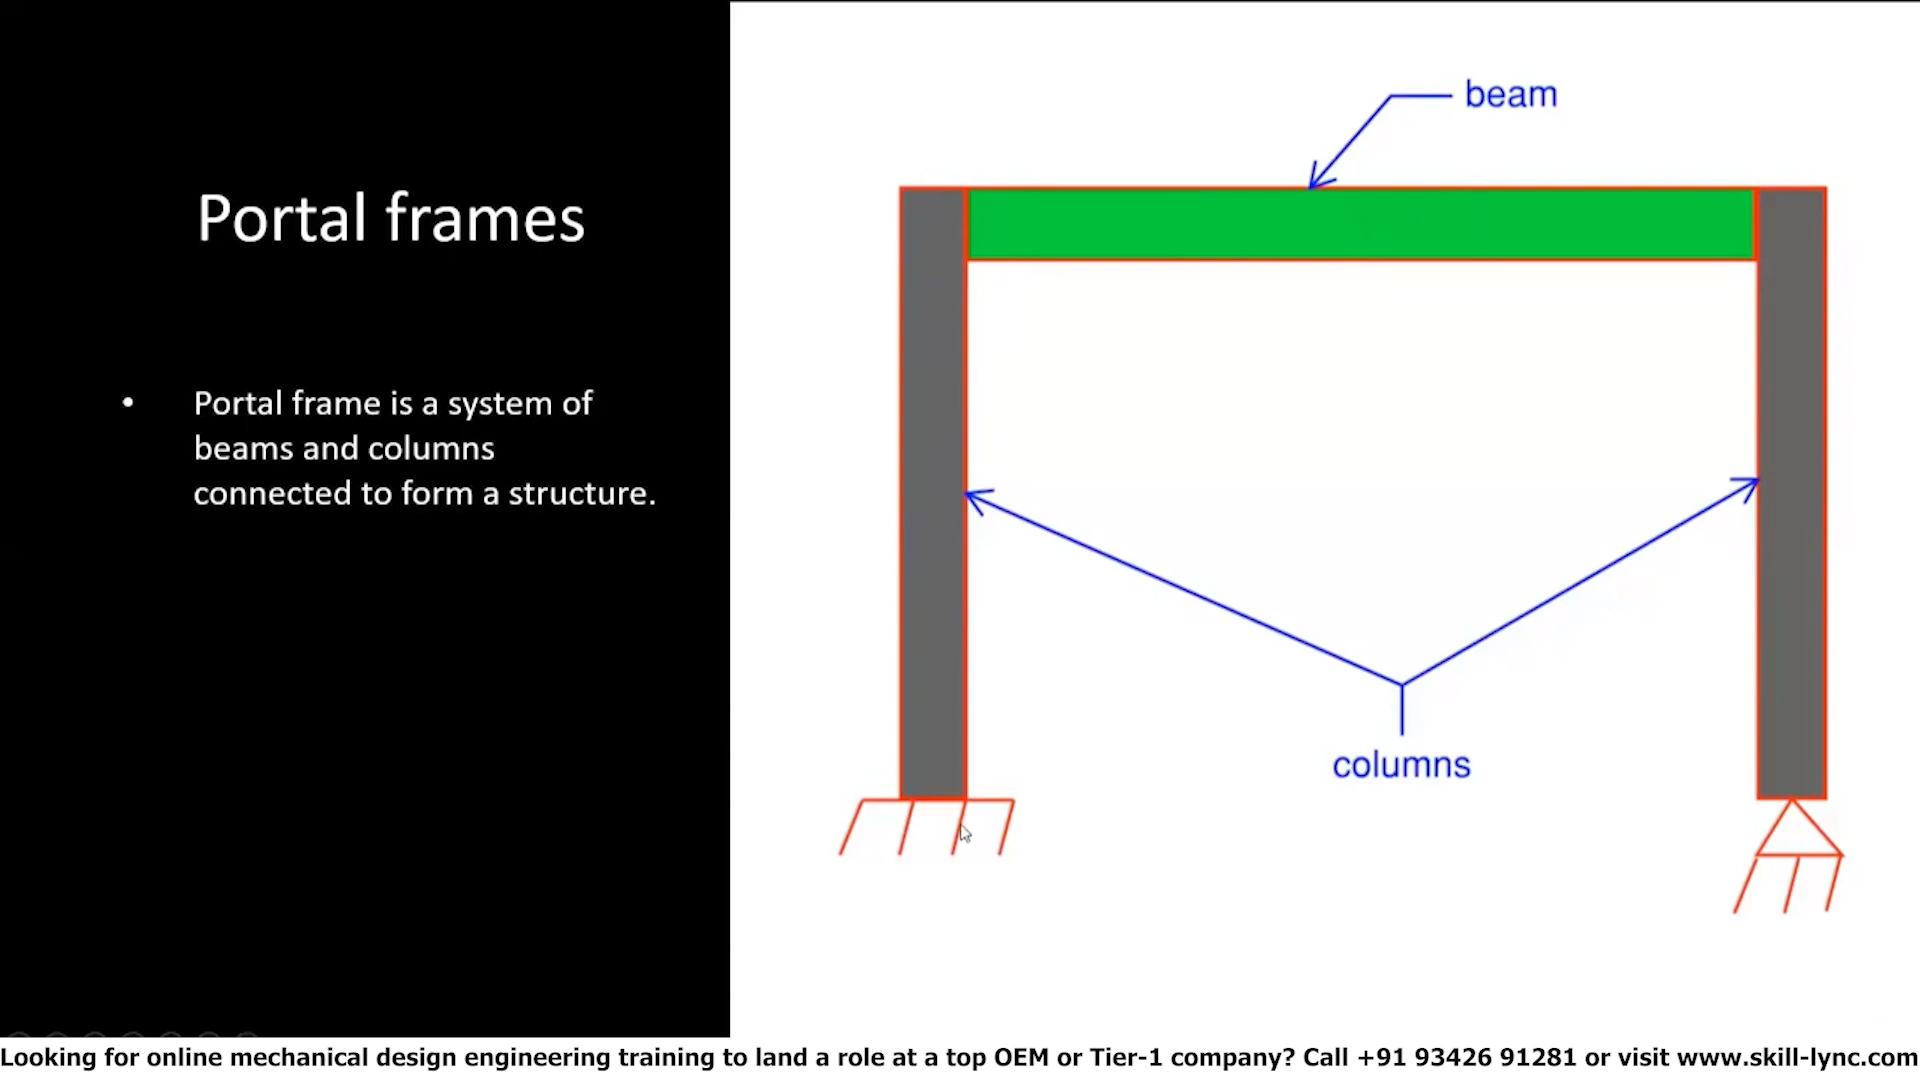 Portal frames
• Portal frame is a system of
beams and columns
connected to form a structure.
beam
columns
Looking for online mechanical design engineering training to land a role at a top OEM or Tier-1 company? Call +91 93426 91281 or visit www.skill-lync.com